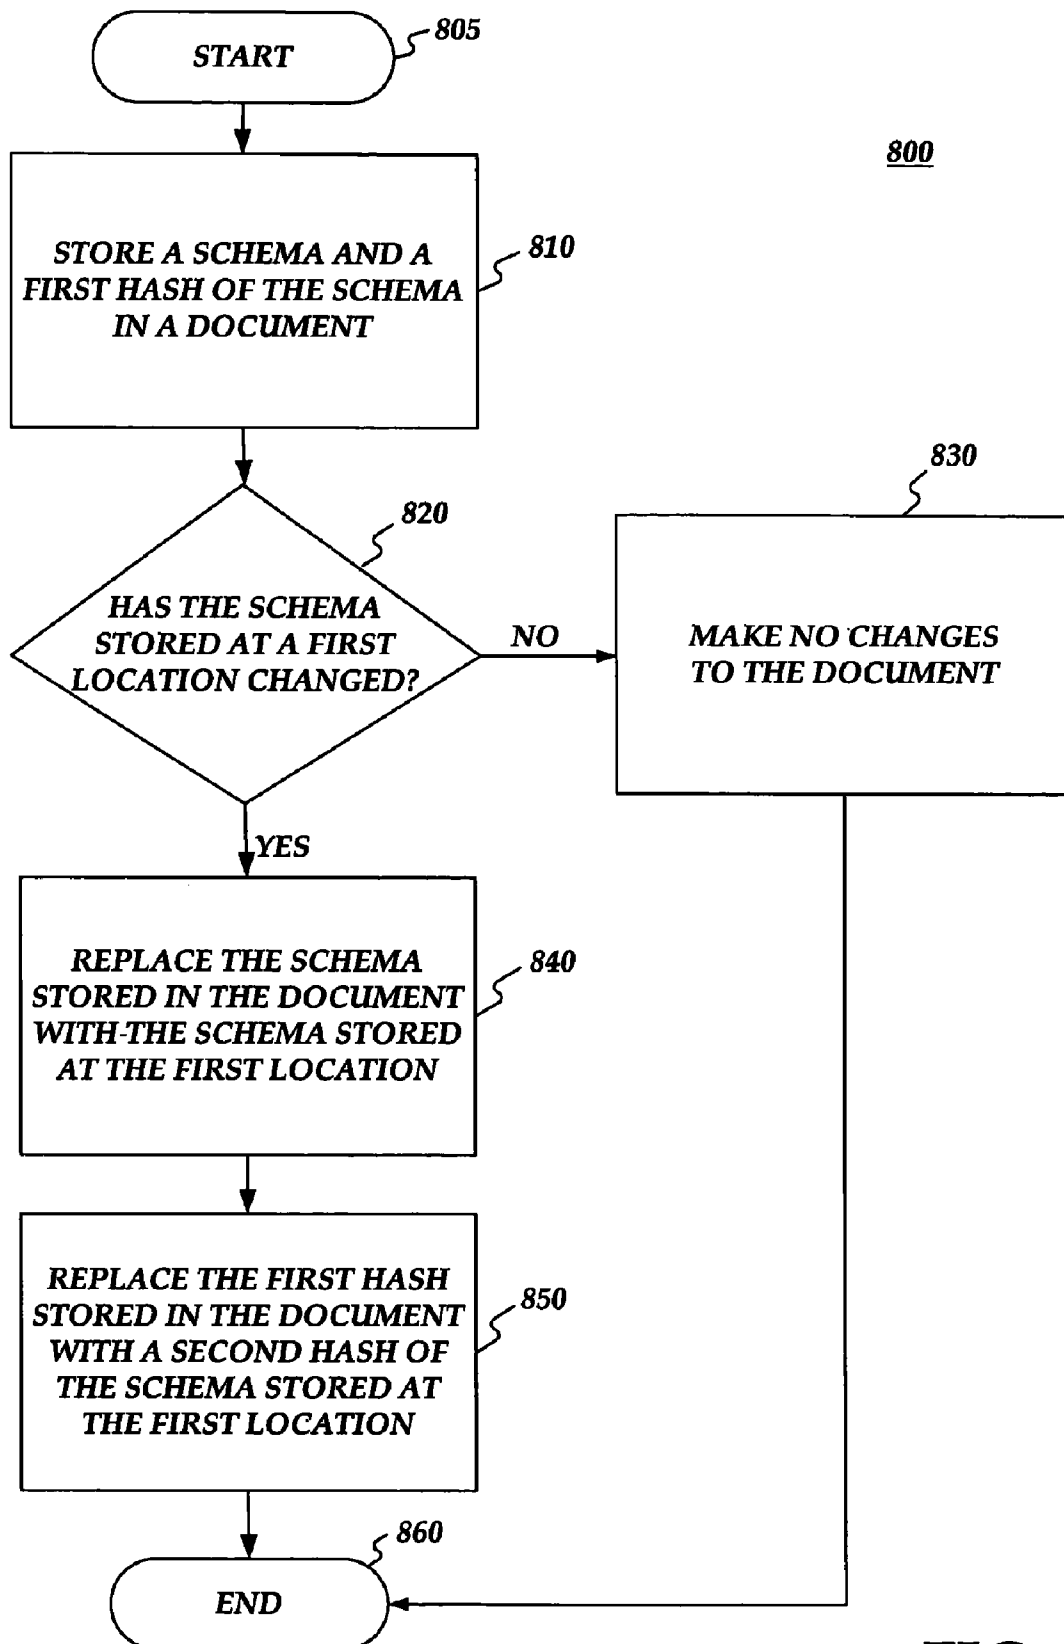 START
805
800
STORE A SCHEMA AND A
FIRST HASH OF THE SCHEMA
IN A DOCUMENT
810
820
HAS THE SCHEMA
STORED AT A FIRST
LOCATION CHANGED?
NO
830
MAKE NO CHANGES
TO THE DOCUMENT
YES
REPLACE THE SCHEMA
STORED IN THE DOCUMENT
WITH THE SCHEMA STORED
AT THE FIRST LOCATION
840
REPLACE THE FIRST HASH
STORED IN THE DOCUMENT
WITH A SECOND HASH OF
THE SCHEMA STORED AT
THE FIRST LOCATION
850
860
END